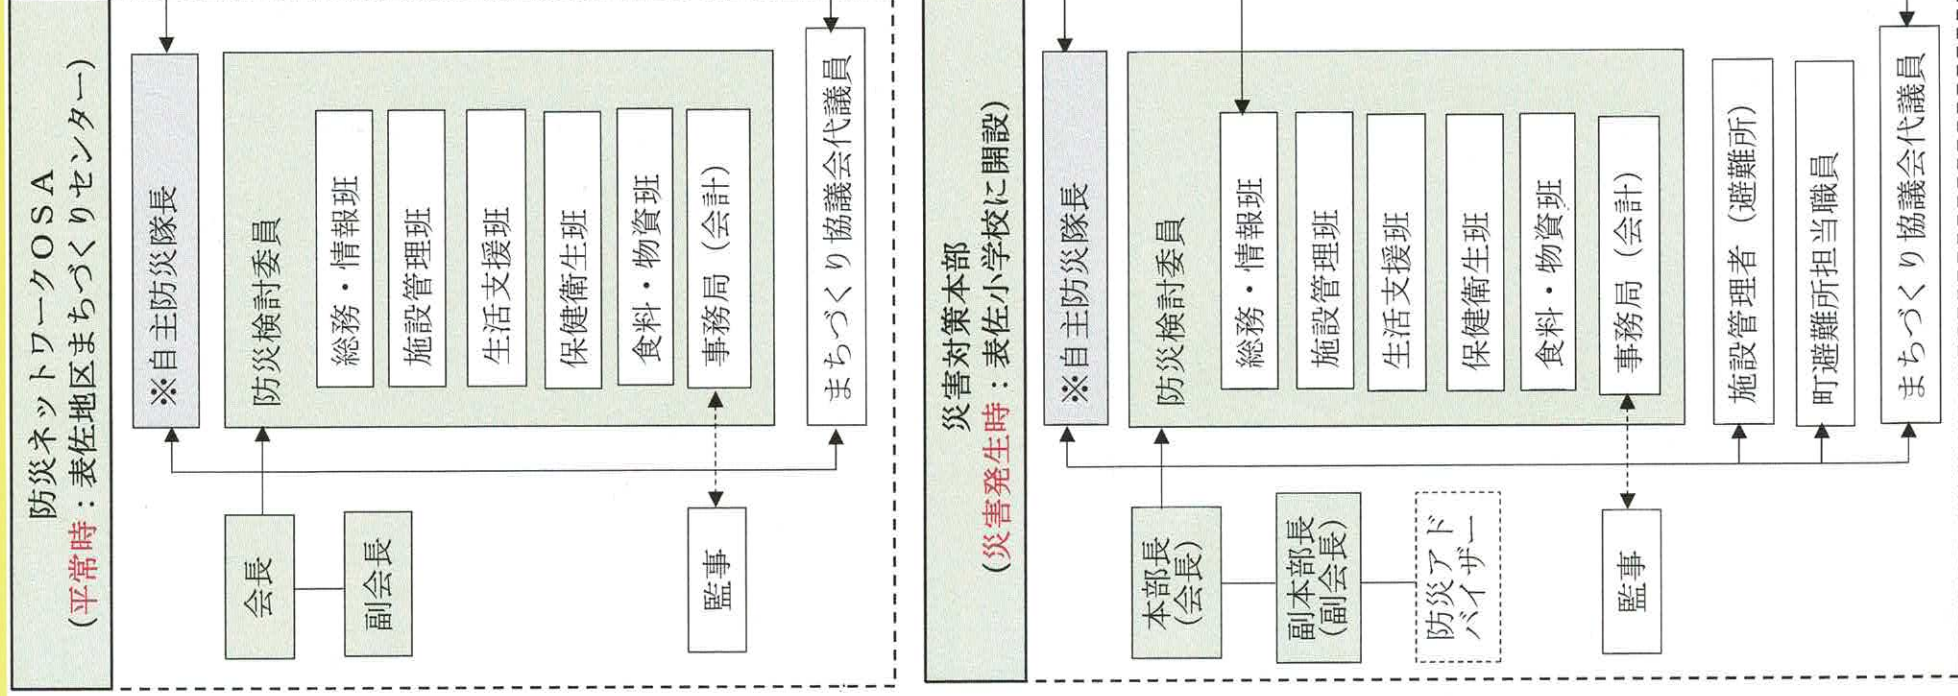 防災ネットワークＯＳＡ
（平常時：表佐地区まちづくりセンター）
会長
副会長
監事
※自主防災隊長
防災検討委員
総務・情報班
施設管理班
生活支援班
保健衛生班
食料・物資班
事務局（会計）
まちづくり協議会代議員
災害対策本部
（災害発生時：表佐小学校に開設）
本部長
（会長）
副本部長
（副会長）
防災アド
バイザー
監事
※自主防災隊長
防災検討委員
総務・情報班
施設管理班
生活支援班
保健衛生班
食料・物資班
事務局（会計）
施設管理者（避難所）
町避難所担当職員
まちづくり協議会代議員